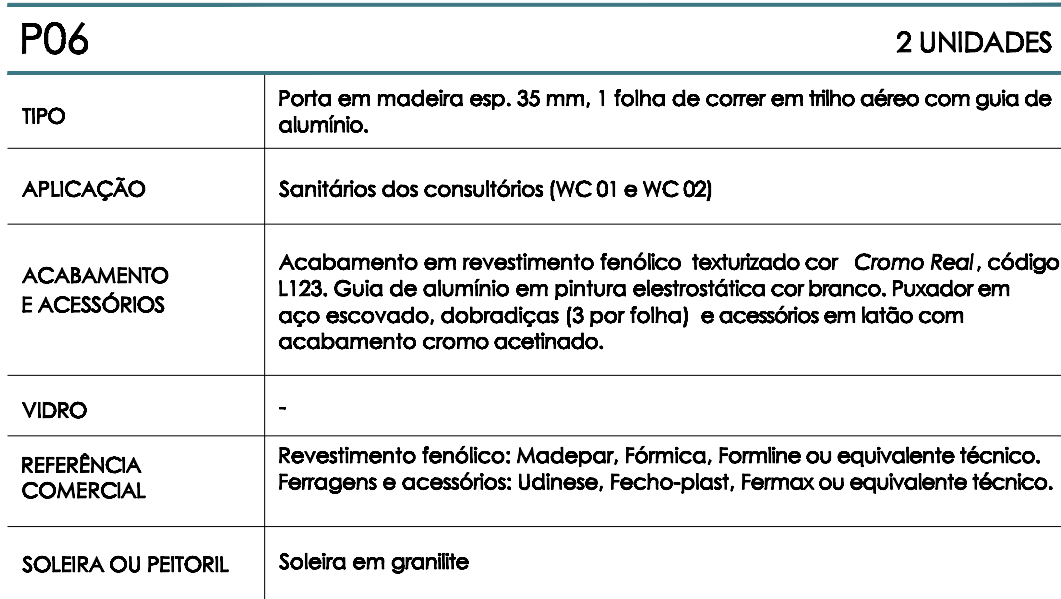 P06
2 UNIDADES
TIPO
Porta em madeira esp. 35 mm, 1 folha de correr em trilho aéreo com guia de
alumínio.
APLICAÇÃO
Sanitários dos consultórios (WC 01 e WC 02)
ACABAMENTO
E ACESSÓRIOS
Acabamento em revestimento fenólico texturizado cor Cromo Real, código
L123. Guia de alumínio em pintura elestrostática cor branco. Puxador em
aço escovado, dobradiças (3 por folha) e acessórios em latão com
acabamento cromo acetinado.
VIDRO
-
REFERÊNCIA
COMERCIAL
Revestimento fenólico: Madepar, Fórmica, Formline ou equivalente técnico.
Ferragens e acessórios: Udinese, Fecho-plast, Fermax ou equivalente técnico.
SOLEIRA OU PEITORIL
Soleira em granilite